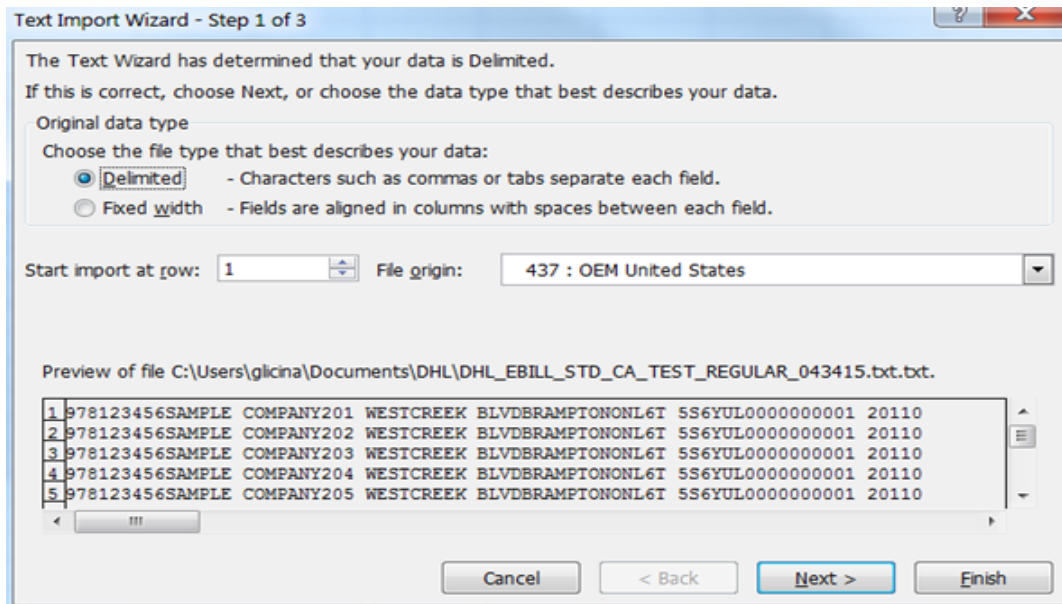 Text Import Wizard - Step 1 of 3
The Text Wizard has determined that your data is Delimited.
If this is correct, choose Next, or choose the data type that best describes your data.
Original data type
Choose the file type that best describes your data:
Delimited - Characters such as commas or tabs separate each field.
Fixed width - Fields are aligned in columns with spaces between each field.
Start import at row: 1 File origin: 437 : OEM United States
Preview of file C:\Users\glicina\Documents\DHL\DHL_EBILL_STD_CA_TEST_REGULAR_043415.txt.txt.
1 978123456SAMPLE COMPANY201 WESTCREEK BLVDBRAMPTONONL6T 5S6YUL0000000001 20110
2 978123456SAMPLE COMPANY202 WESTCREEK BLVDBRAMPTONONL6T 5S6YUL0000000001 20110
3 978123456SAMPLE COMPANY203 WESTCREEK BLVDBRAMPTONONL6T 5S6YUL0000000001 20110
4 978123456SAMPLE COMPANY204 WESTCREEK BLVDBRAMPTONONL6T 5S6YUL0000000001 20110
5 978123456SAMPLE COMPANY205 WESTCREEK BLVDBRAMPTONONL6T 5S6YUL0000000001 20110
Cancel < Back Next > Finish